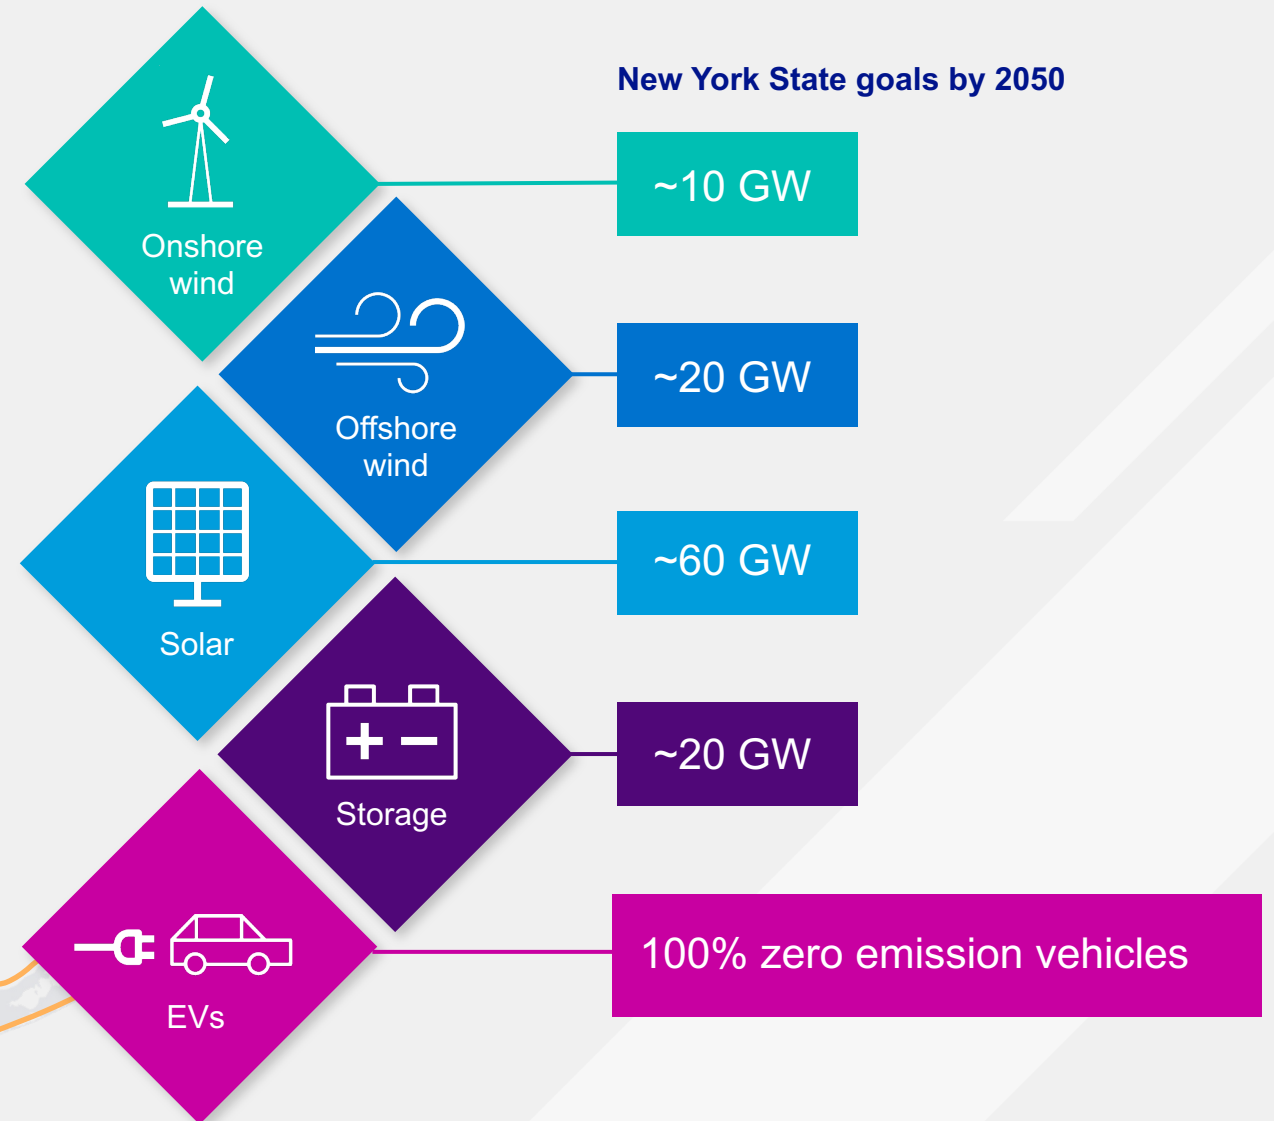 New York State goals by 2050
Onshore
wind
~10 GW
Offshore
wind
~20 GW
Solar
~60 GW
Storage
~20 GW
EVs
100% zero emission vehicles